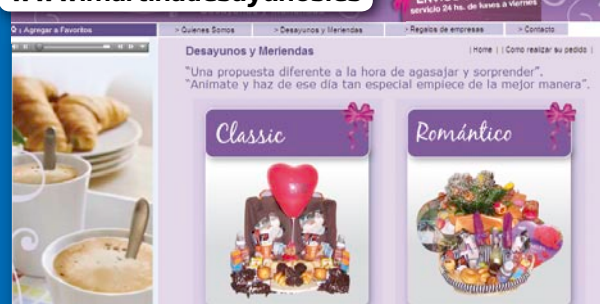 servicio 24 hs. de lunes a viernes
Agregar a Favoritos
> Quienes Somos
> Desayunos y Meriendas
> Regalos de empresas
> Contacto
Desayunos y Meriendas
| Home | | Como realizar su pedido |
"Una propuesta diferente a la hora de agasajar y sorprender".
"Animate y haz de ese día tan especial empiece de la mejor manera".
Classic
Romántico